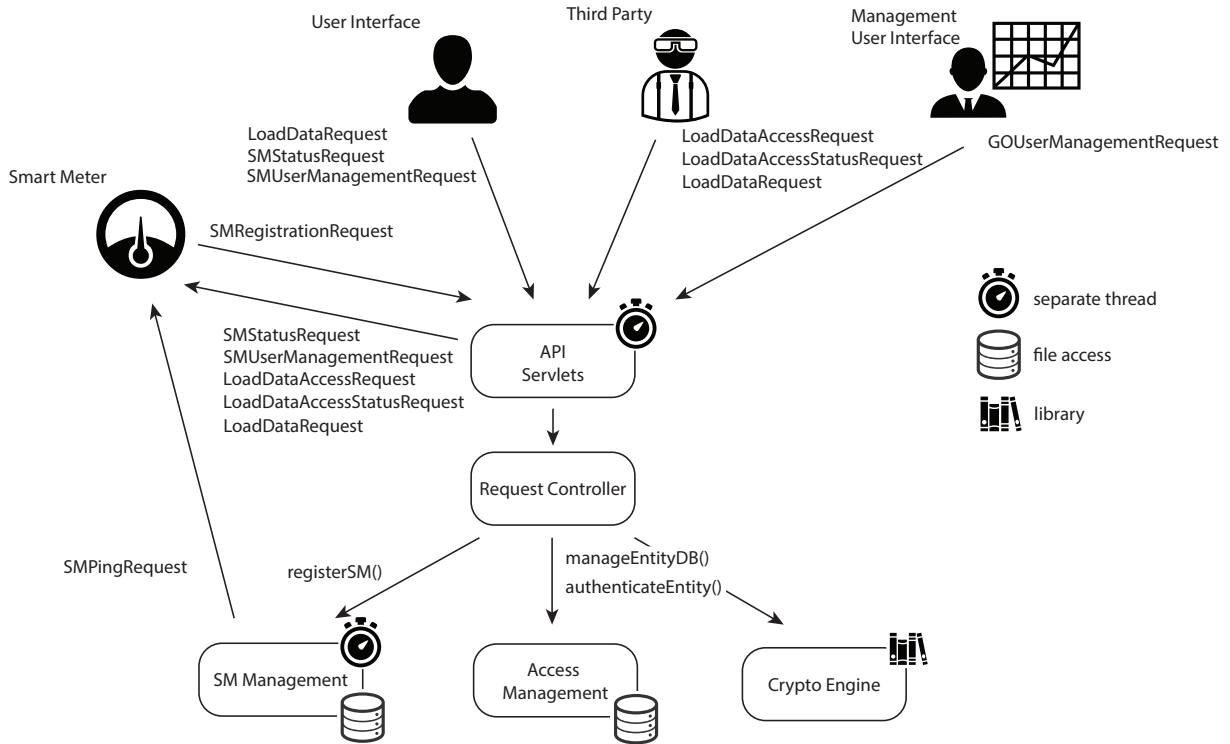 User Interface
Third Party
Management
User Interface
LoadDataRequest
SMStatusRequest
SMUserManagementRequest
LoadDataAccessRequest
LoadDataAccessStatusRequest
LoadDataRequest
GOUserManagementRequest
Smart Meter
SMRegistrationRequest
separate thread
file access
library
SMStatusRequest
SMUserManagementRequest
LoadDataAccessRequest
LoadDataAccessStatusRequest
LoadDataRequest
API
Servlets
Request Controller
SMPingRequest
registerSM()
manageEntityDB()
authenticateEntity()
SM Management
Access
Management
Crypto Engine